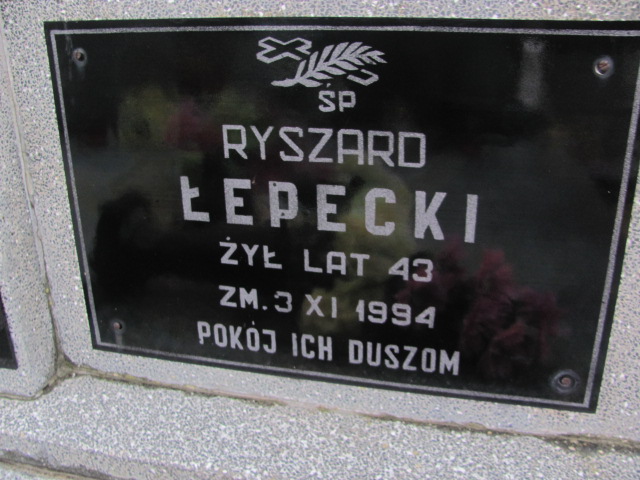 ŚP
RYSZARD
ŁEPECKI
ŻYŁ LAT 43
ZM. 3 XI 1994
POKÓJ ICH DUSZOM